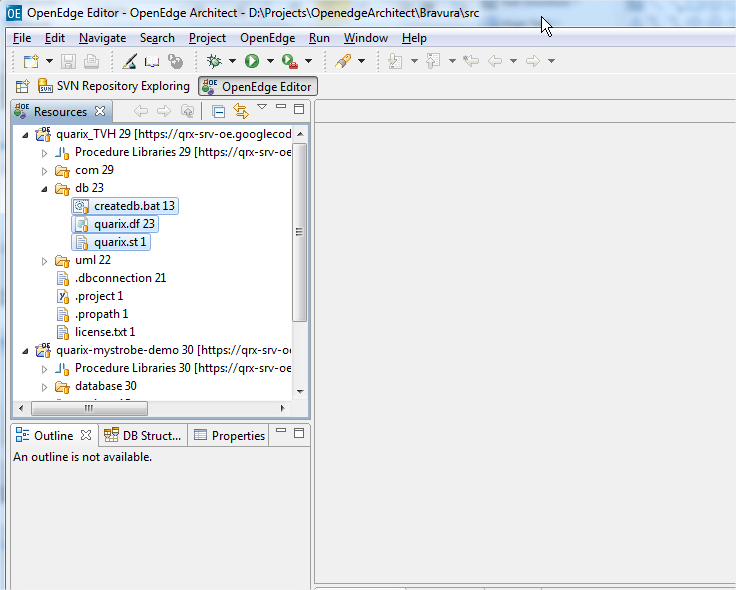 OE OpenEdge Editor - OpenEdge Architect - D:\Projects\OpenedgeArchitect\Bravura\src
File Edit Navigate Search Project OpenEdge Run Window Help
SVN Repository Exploring OE OpenEdge Editor
OE Resources
quarix_TVH 29 [https://qrx-srv-oe.googlecod
Procedure Libraries 29 [https://qrx-srv-oe
com 29
db 23
createdb.bat 13
quarix.df 23
quarix.st 1
uml 22
.dbconnection 21
.project 1
.propath 1
license.txt 1
quarix-mystrobe-demo 30 [https://qrx-srv-oe
Procedure Libraries 30 [https://qrx-srv-oe
database 30
Outline DB Struct... Properties
An outline is not available.